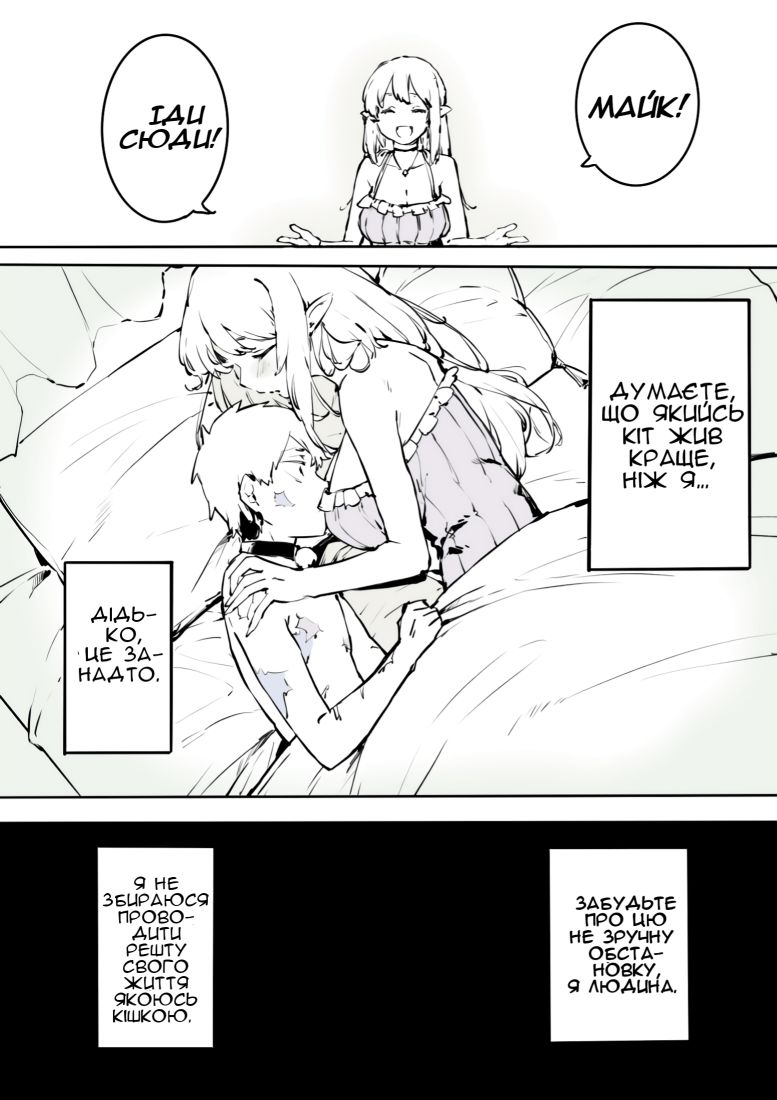 МАЙК!
ІДИ
СЮДИ!
ДУМАЄТЕ,
ЩО ЯКИЙСЬ
КІТ ЖИВ
КРАЩЕ,
НІЖ Я...
ДІДЬ-
КО,
ЦЕ ЗА-
НАДТО.
ЗАБУДЬТЕ
ПРО ЦЮ
НЕ ЗРУЧНУ
ОБСТА-
НОВКУ,
Я ЛЮДИНА.
Я НЕ
ЗБИРАЮСЯ
ПРОВО-
ДИТИ
РЕШТУ
СВОГО
ЖИТТЯ
ЯКОЮСЬ
КІШКОЮ.